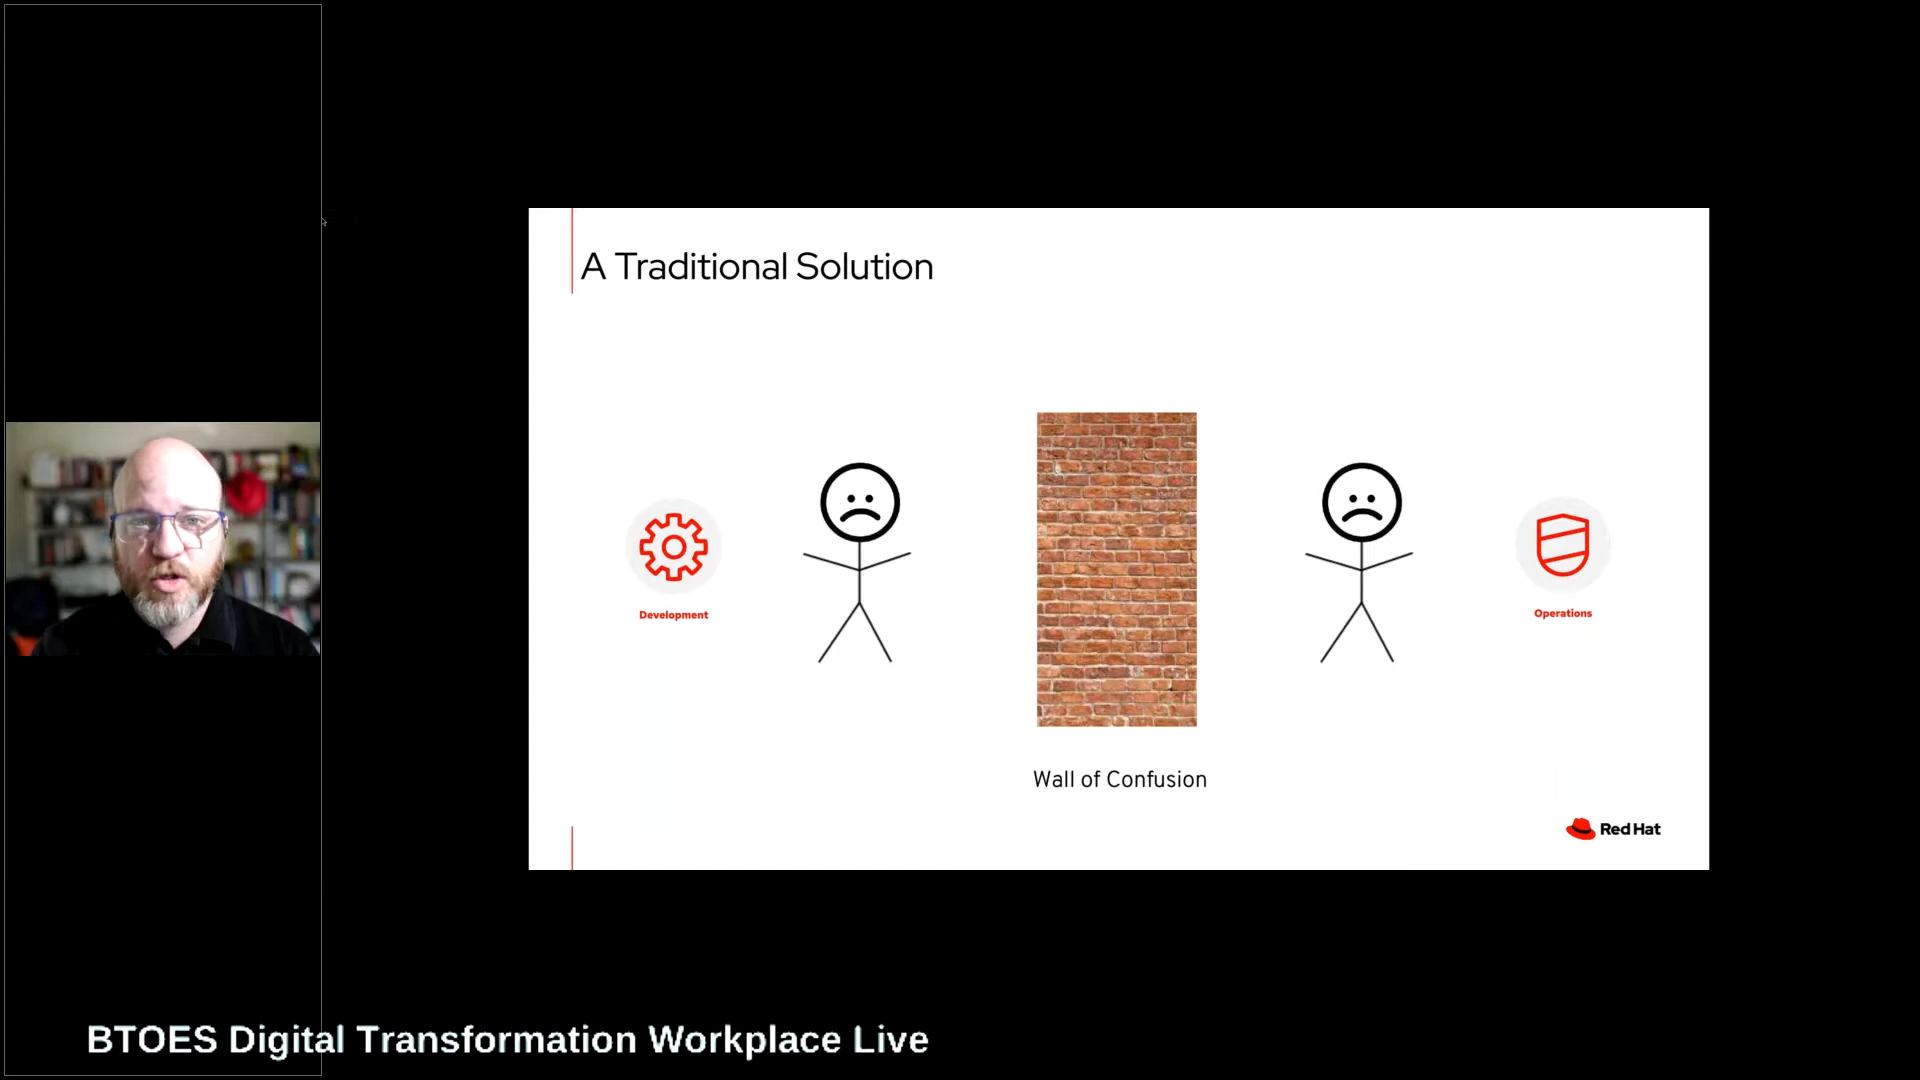 A Traditional Solution
Development
Operations
Wall of Confusion
Red Hat
BTOES Digital Transformation Workplace Live